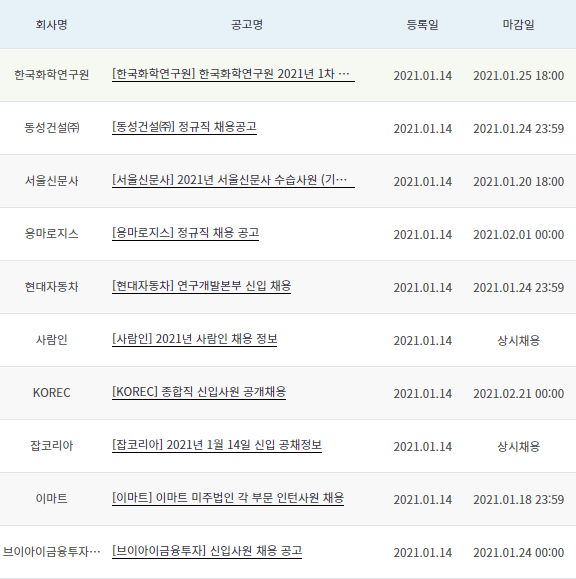 회사명 공고명 등록일 마감일
한국화학연구원 [한국화학연구원] 한국화학연구원 2021년 1차 … 2021.01.14 2021.01.25 18:00
동성건설㈜ [동성건설㈜] 정규직 채용공고 2021.01.14 2021.01.24 23:59
서울신문사 [서울신문사] 2021년 서울신문사 수습사원 (기… 2021.01.14 2021.01.20 18:00
용마로지스 [용마로지스] 정규직 채용 공고 2021.01.14 2021.02.01 00:00
현대자동차 [현대자동차] 연구개발본부 신입 채용 2021.01.14 2021.01.24 23:59
사람인 [사람인] 2021년 사람인 채용 정보 2021.01.14 상시채용
KOREC [KOREC] 종합직 신입사원 공개채용 2021.01.14 2021.02.21 00:00
잡코리아 [잡코리아] 2021년 1월 14일 신입 공채정보 2021.01.14 상시채용
이마트 [이마트] 이마트 미주법인 각 부문 인턴사원 채용 2021.01.14 2021.01.18 23:59
브이아이금융투자… [브이아이금융투자] 신입사원 채용 공고 2021.01.14 2021.01.24 00:00